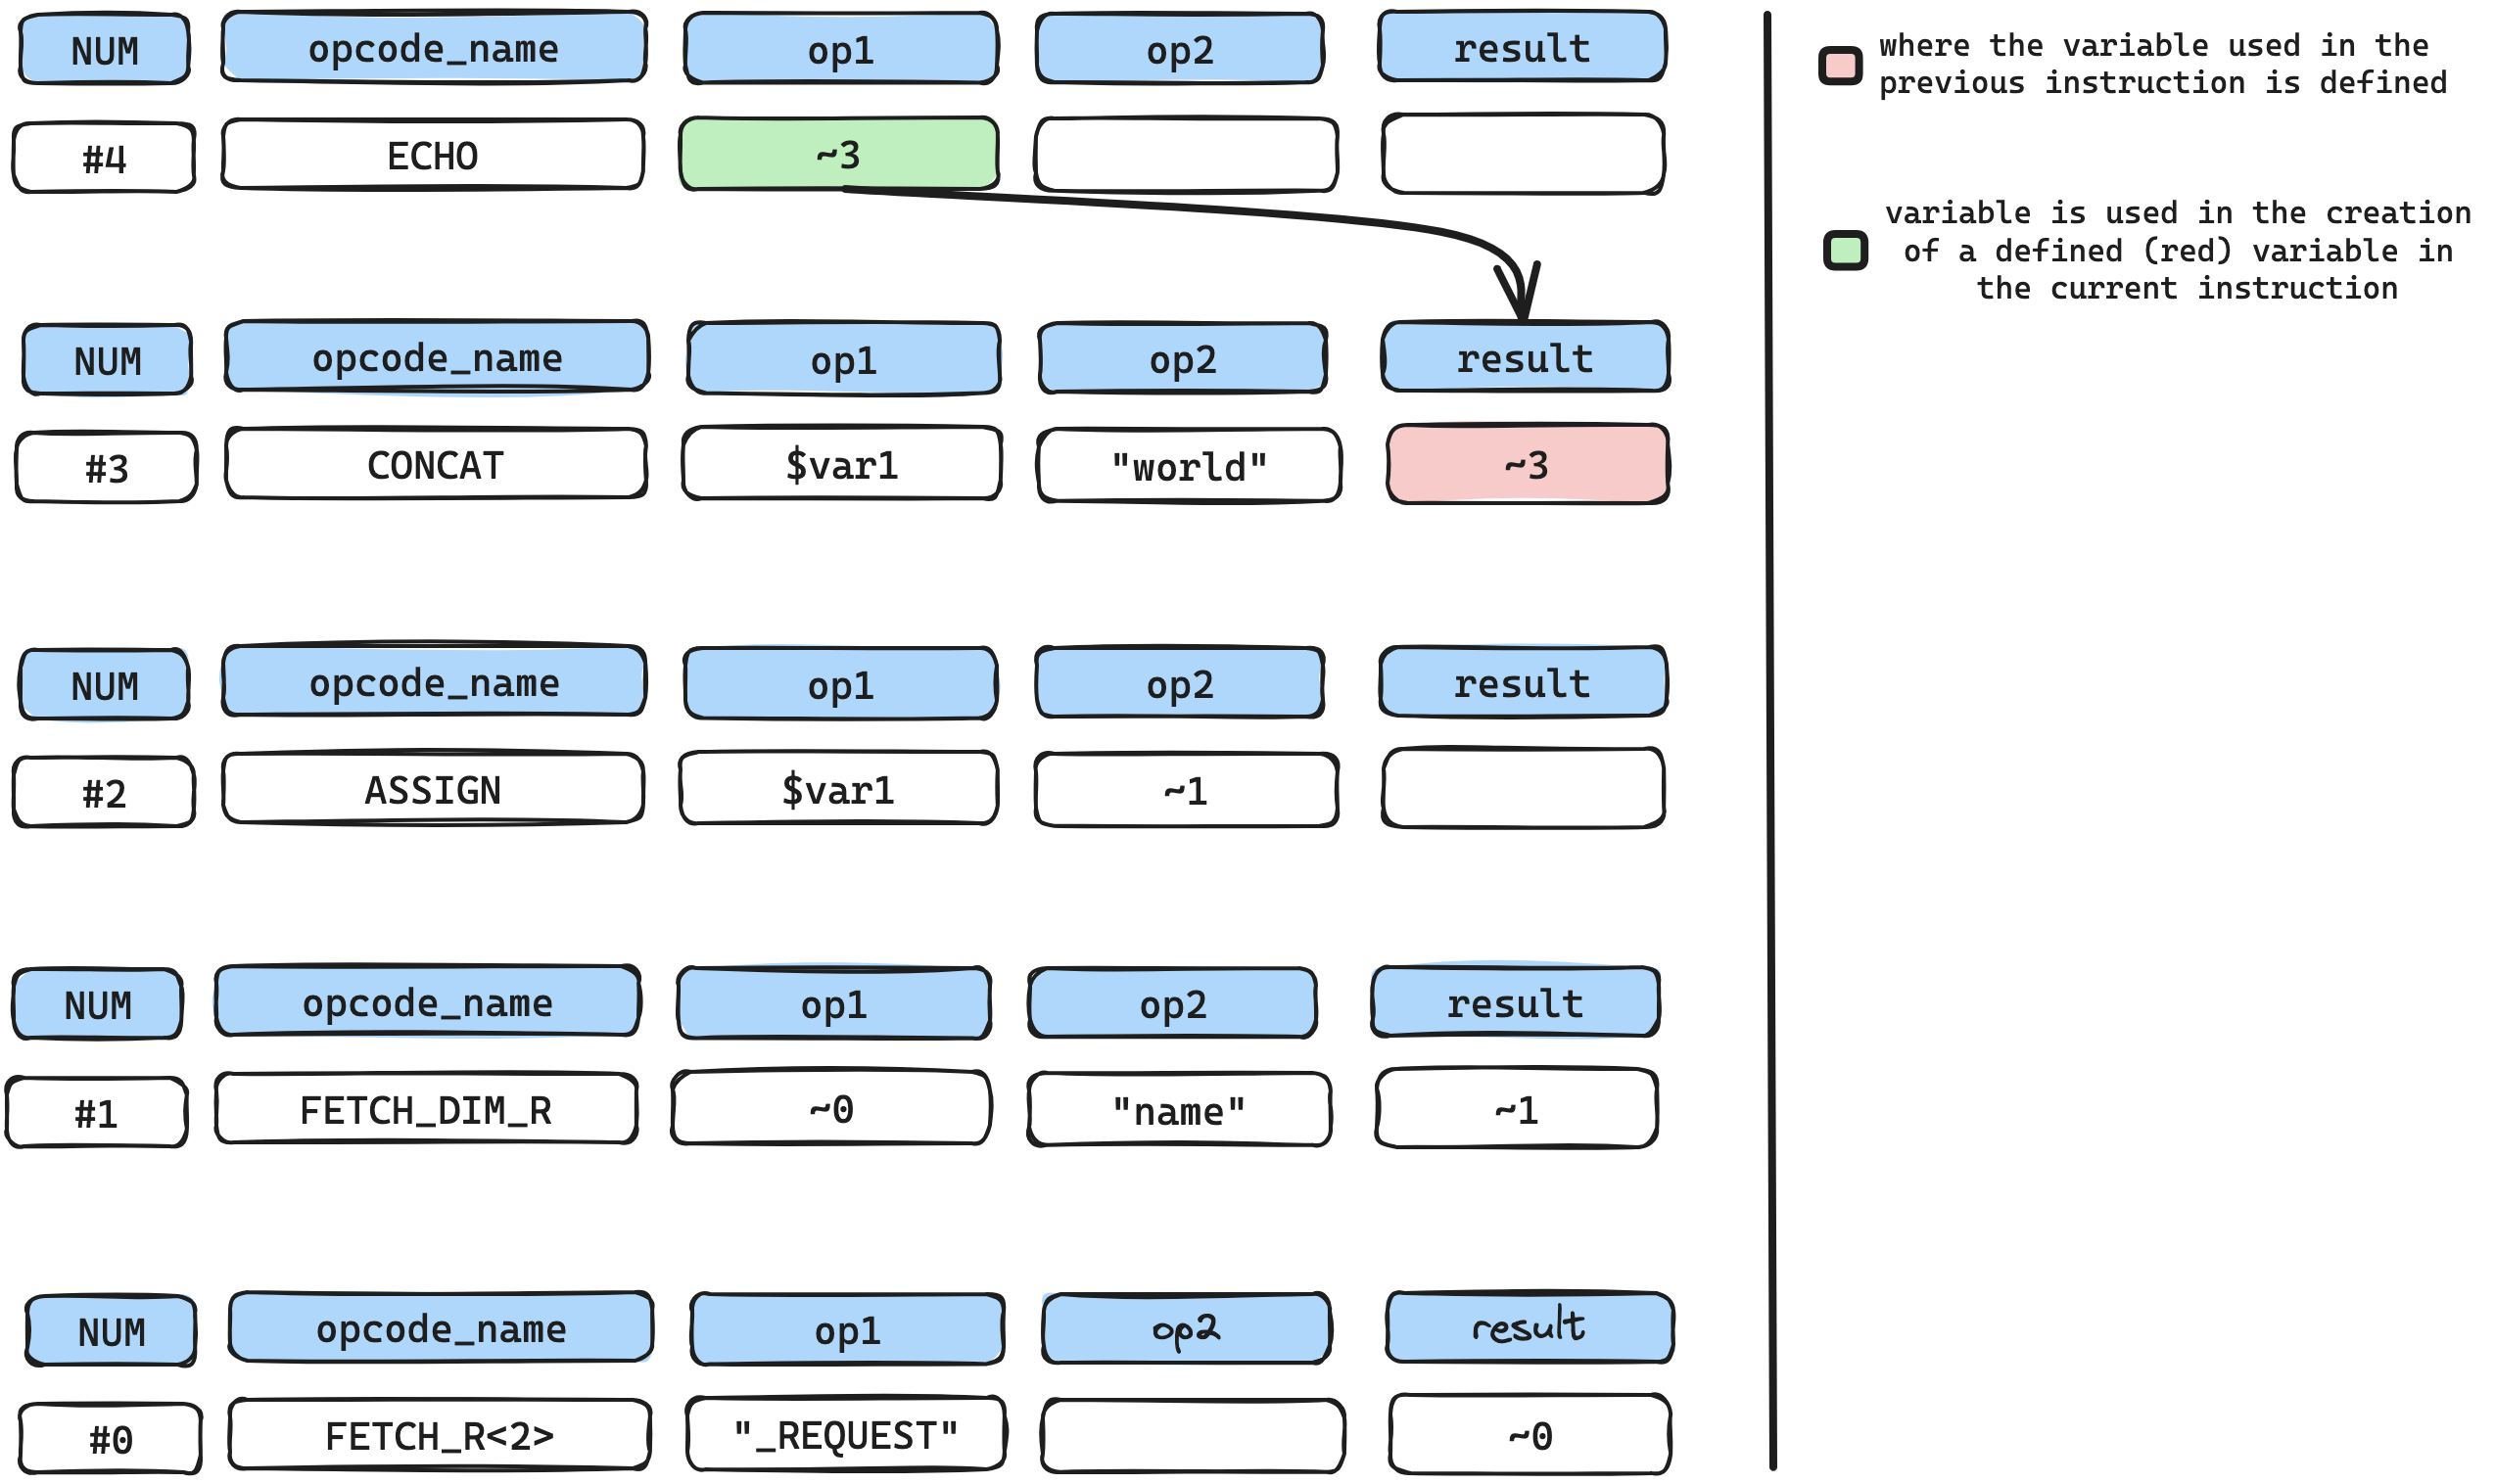 NUM opcode_name op1 op2 result
#4 ECHO ~3
NUM opcode_name op1 op2 result
#3 CONCAT $var1 "world" ~3
NUM opcode_name op1 op2 result
#2 ASSIGN $var1 ~1
NUM opcode_name op1 op2 result
#1 FETCH_DIM_R ~0 "name" ~1
NUM opcode_name op1 op2 result
#0 FETCH_R<2> "_REQUEST" ~0
where the variable used in the
previous instruction is defined
variable is used in the creation
of a defined (red) variable in
the current instruction